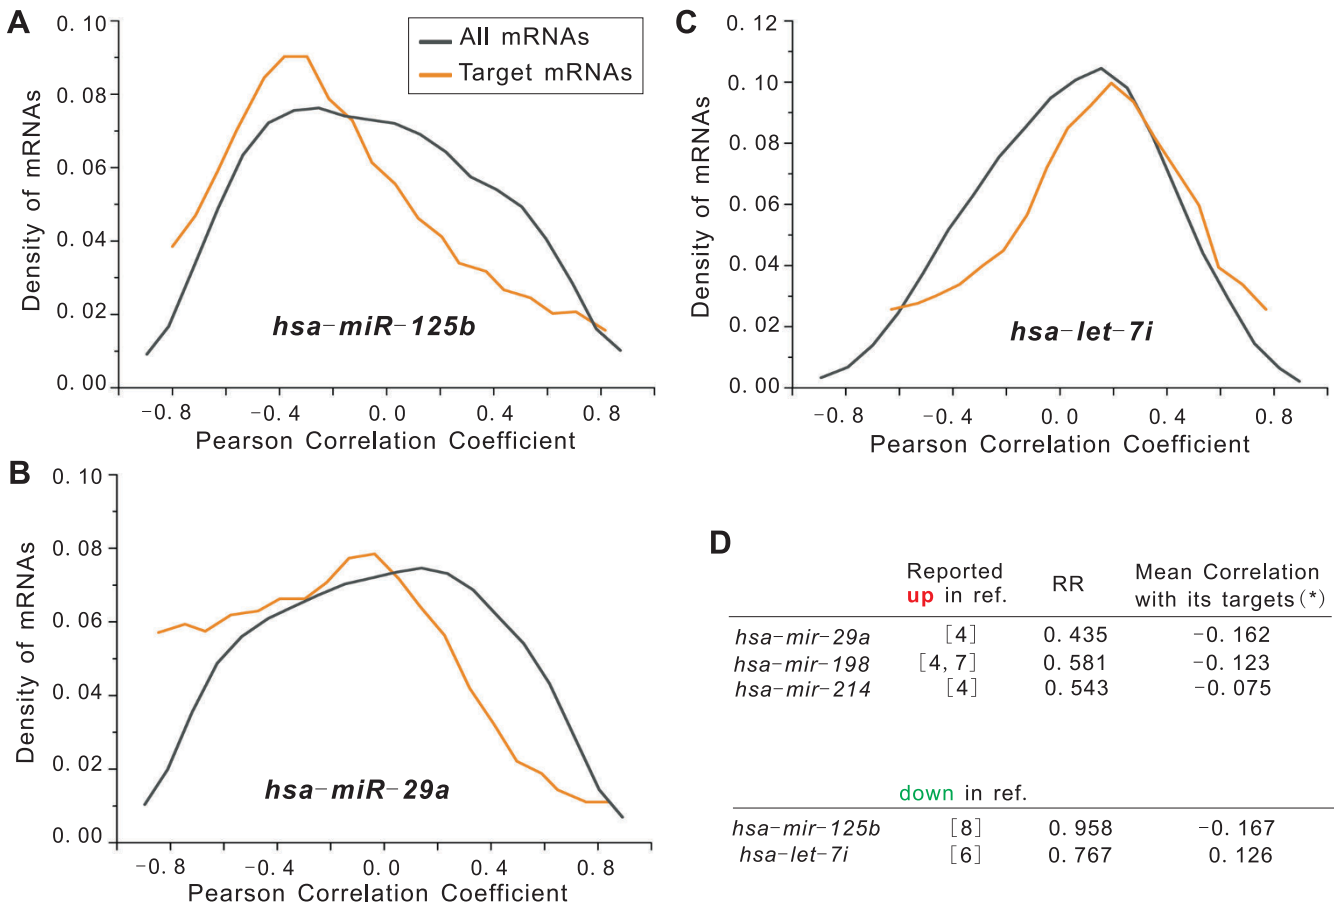 A
0.10
0.08
0.06
0.04
0.02
0.00
Density of mRNAs
All mRNAs
Target mRNAs
hsa-miR-125b
-0.8 -0.4 0.0 0.4 0.8
Pearson Correlation Coefficient
C
0.12
0.10
0.08
0.06
0.04
0.02
0.00
Density of mRNAs
hsa-let-7i
-0.8 -0.4 0.0 0.4 0.8
Pearson Correlation Coefficient
B
0.10
0.08
0.06
0.04
0.02
0.00
Density of mRNAs
hsa-miR-29a
-0.8 -0.4 0.0 0.4 0.8
Pearson Correlation Coefficient
D
Reported RR Mean Correlation
up in ref. with its targets(*)
hsa-mir-29a [4] 0.435 -0.162
hsa-mir-198 [4,7] 0.581 -0.123
hsa-mir-214 [4] 0.543 -0.075
down in ref.
hsa-mir-125b [8] 0.958 -0.167
hsa-let-7i [6] 0.767 0.126